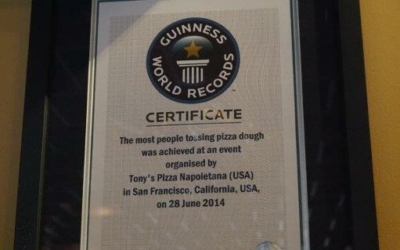 GUINNESS
WORLD RECORDS
TM
CERTIFICATE
The most people tossing pizza dough
was achieved at an event
organised by
Tony's Pizza Napoletana (USA)
in San Francisco, California, USA,
on 28 June 2014